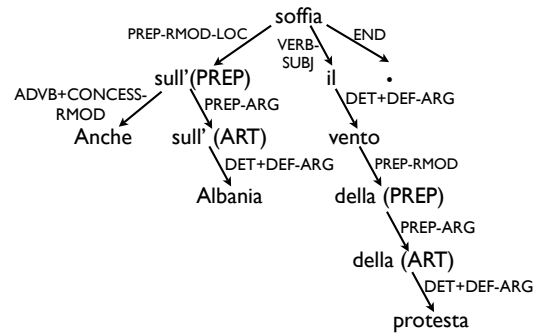 soffia
PREP-RMOD-LOC
VERB-
SUBJ
END
sull'(PREP)
il
.
ADVB+CONCESS-
RMOD
PREP-ARG
DET+DEF-ARG
Anche
sull' (ART)
vento
DET+DEF-ARG
PREP-RMOD
Albania
della (PREP)
PREP-ARG
della (ART)
DET+DEF-ARG
protesta